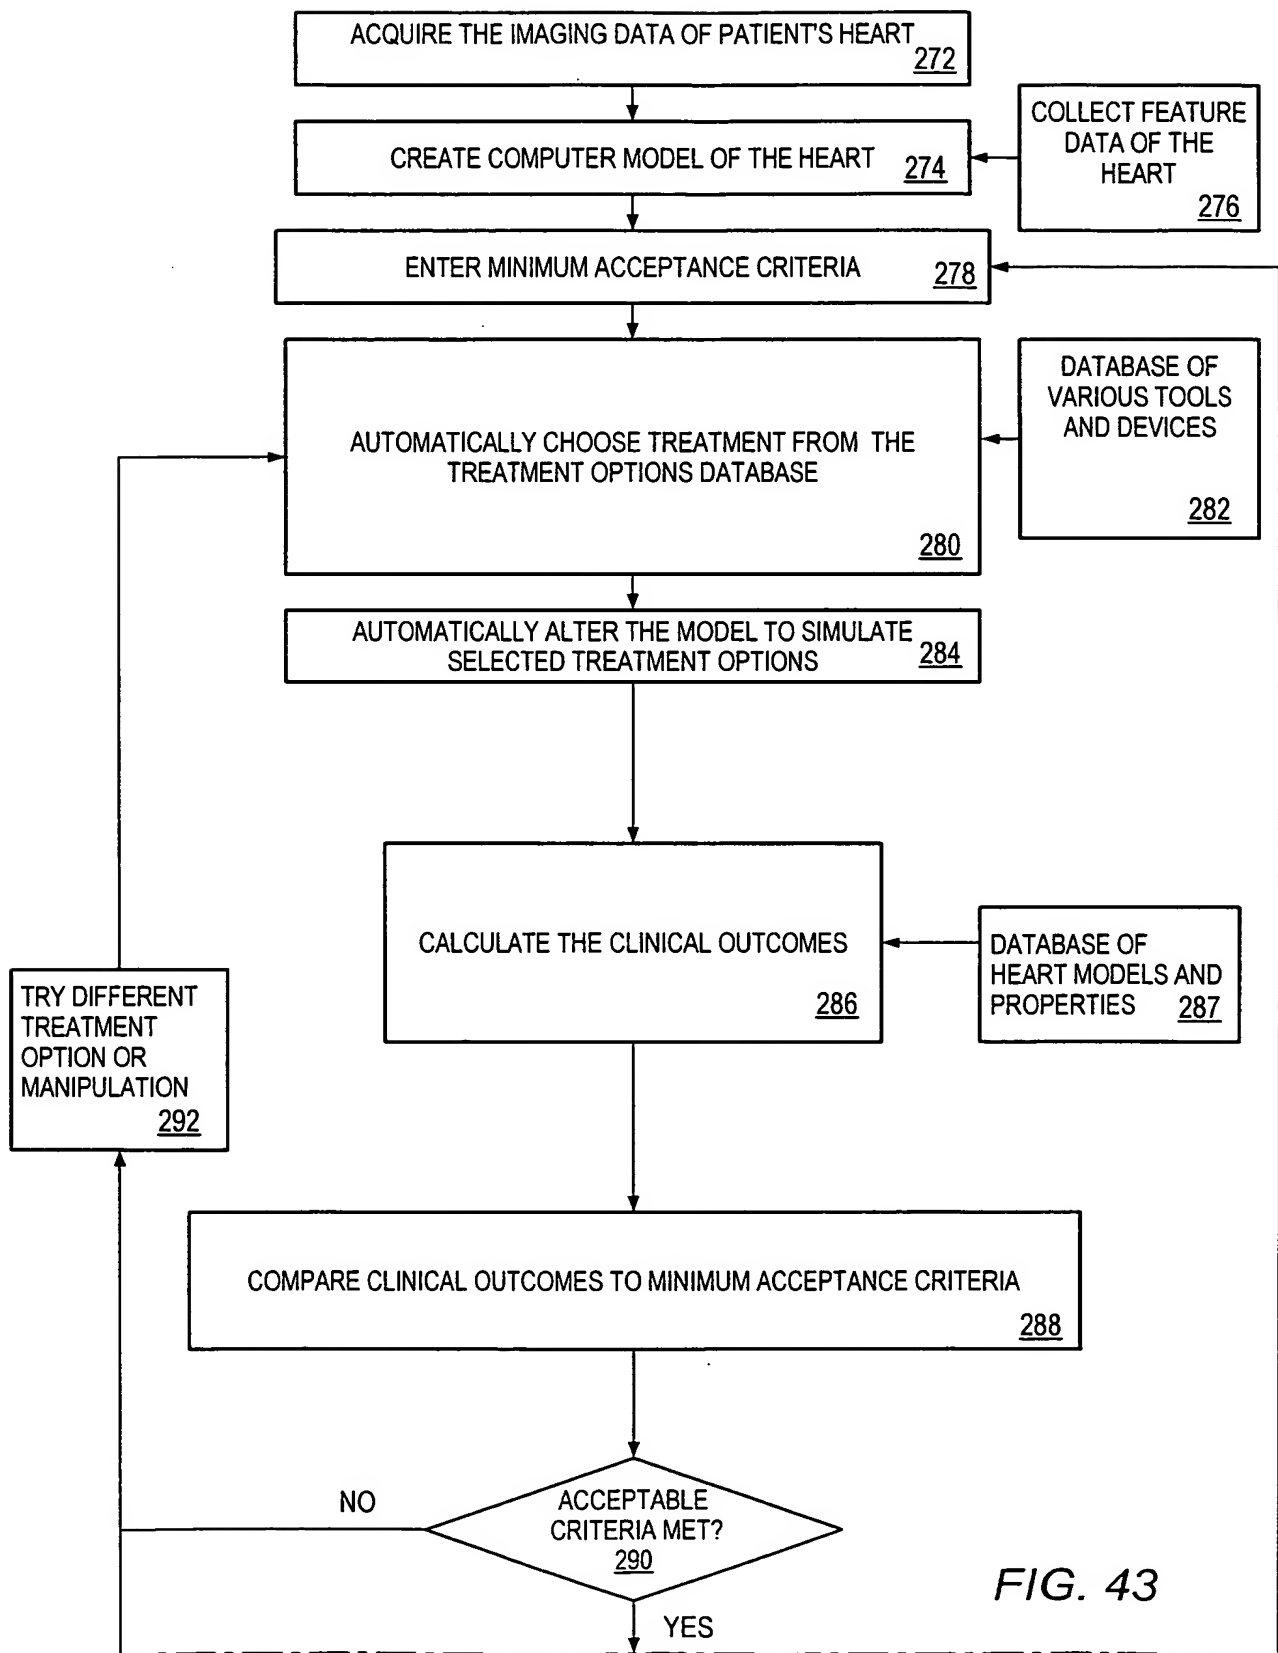 ACQUIRE THE IMAGING DATA OF PATIENT'S HEART
272
CREATE COMPUTER MODEL OF THE HEART
274
COLLECT FEATURE
DATA OF THE
HEART
276
ENTER MINIMUM ACCEPTANCE CRITERIA
278
AUTOMATICALLY CHOOSE TREATMENT FROM THE
TREATMENT OPTIONS DATABASE
280
DATABASE OF
VARIOUS TOOLS
AND DEVICES
282
AUTOMATICALLY ALTER THE MODEL TO SIMULATE
SELECTED TREATMENT OPTIONS
284
CALCULATE THE CLINICAL OUTCOMES
286
DATABASE OF
HEART MODELS AND
PROPERTIES 287
TRY DIFFERENT
TREATMENT
OPTION OR
MANIPULATION
292
COMPARE CLINICAL OUTCOMES TO MINIMUM ACCEPTANCE CRITERIA
288
NO
ACCEPTABLE
CRITERIA MET?
290
YES
FIG. 43